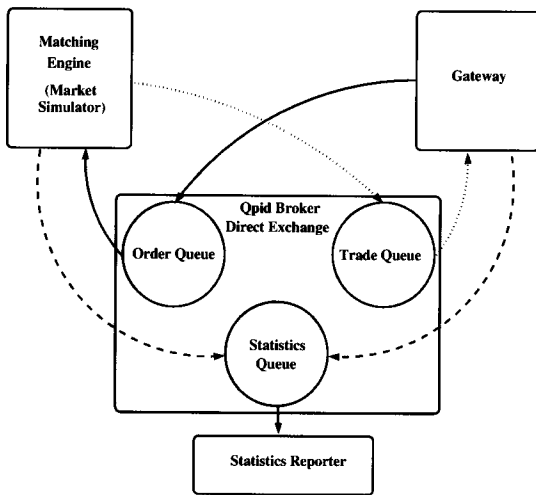 Matching
Engine
(Market
Simulator)
Gateway
Qpid Broker
Direct Exchange
Order Queue
Trade Queue
Statistics
Queue
Statistics Reporter